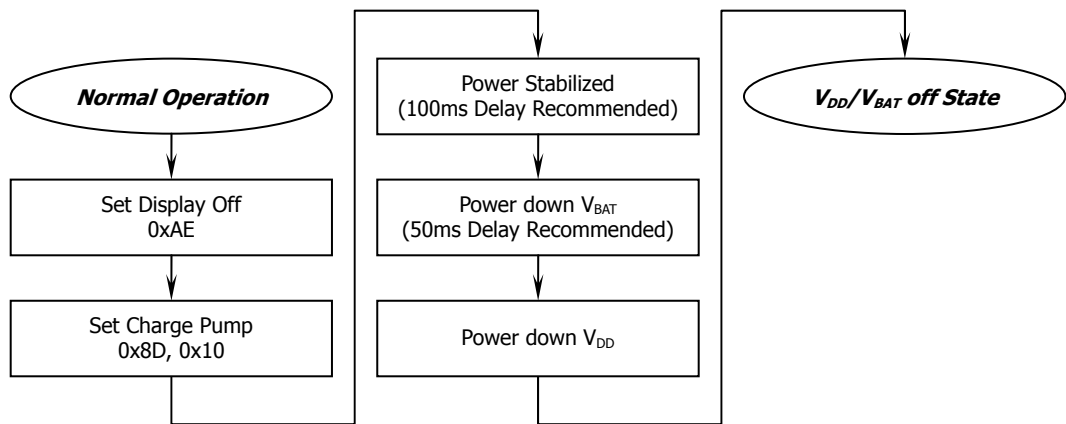 Normal Operation
Set Display Off
0xAE
Set Charge Pump
0x8D, 0x10
Power Stabilized
(100ms Delay Recommended)
Power down VBAT
(50ms Delay Recommended)
Power down VDD
VDD/VBAT off State